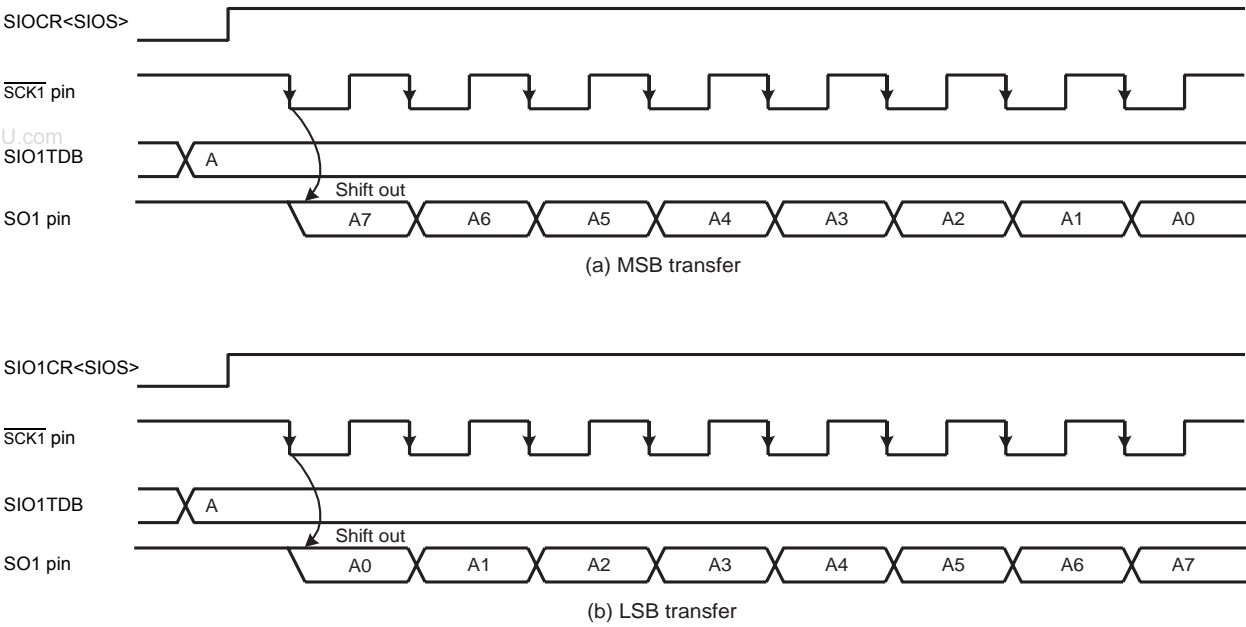 SIOCR<SIOS>
SCK1 pin
U.com
SIO1TDB
A
Shift out
SO1 pin
A7 A6 A5 A4 A3 A2 A1 A0
(a) MSB transfer
SIO1CR<SIOS>
SCK1 pin
SIO1TDB
A
Shift out
SO1 pin
A0 A1 A2 A3 A4 A5 A6 A7
(b) LSB transfer